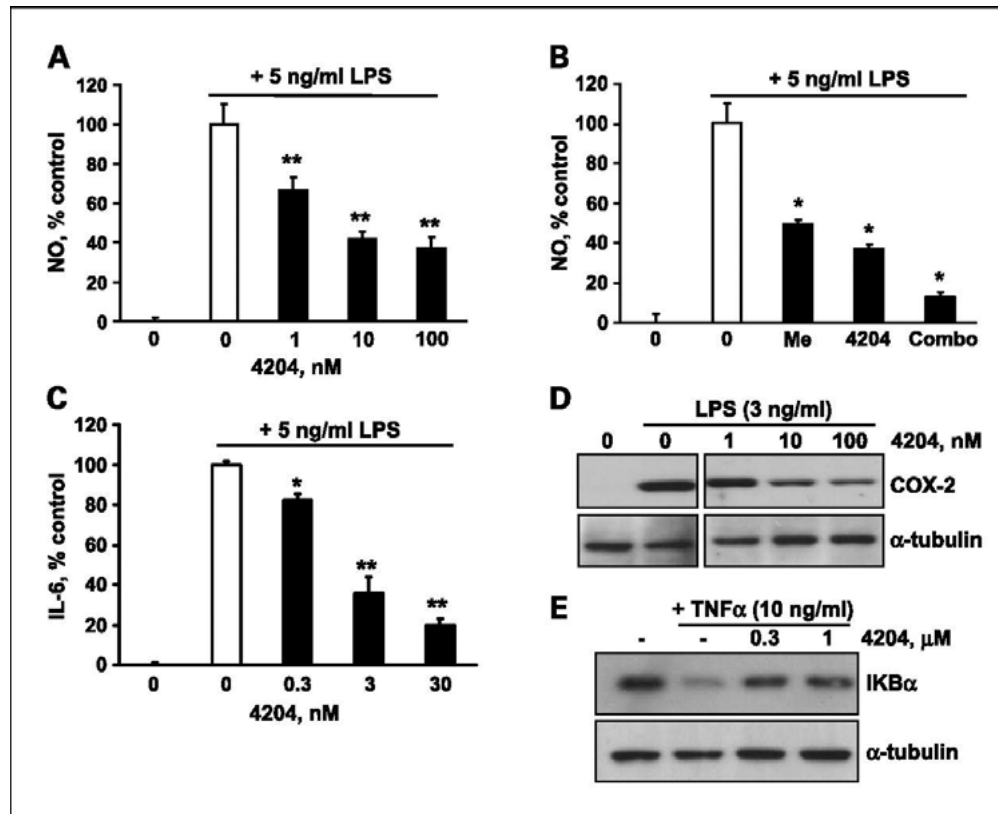 A
+ 5 ng/ml LPS
NO, % control
120
100
80
60
40
20
0
**
**
**
0 0 1 10 100
4204, nM
B
+ 5 ng/ml LPS
NO, % control
120
100
80
60
40
20
0
*
*
*
0 0 Me 4204 Combo
C
+ 5 ng/ml LPS
IL-6, % control
120
100
80
60
40
20
0
*
**
**
0 0 0.3 3 30
4204, nM
D
LPS (3 ng/ml)
0 0 1 10 100 4204, nM
COX-2
α-tubulin
E
+ TNFα (10 ng/ml)
- - 0.3 1 4204, μM
IKBα
α-tubulin